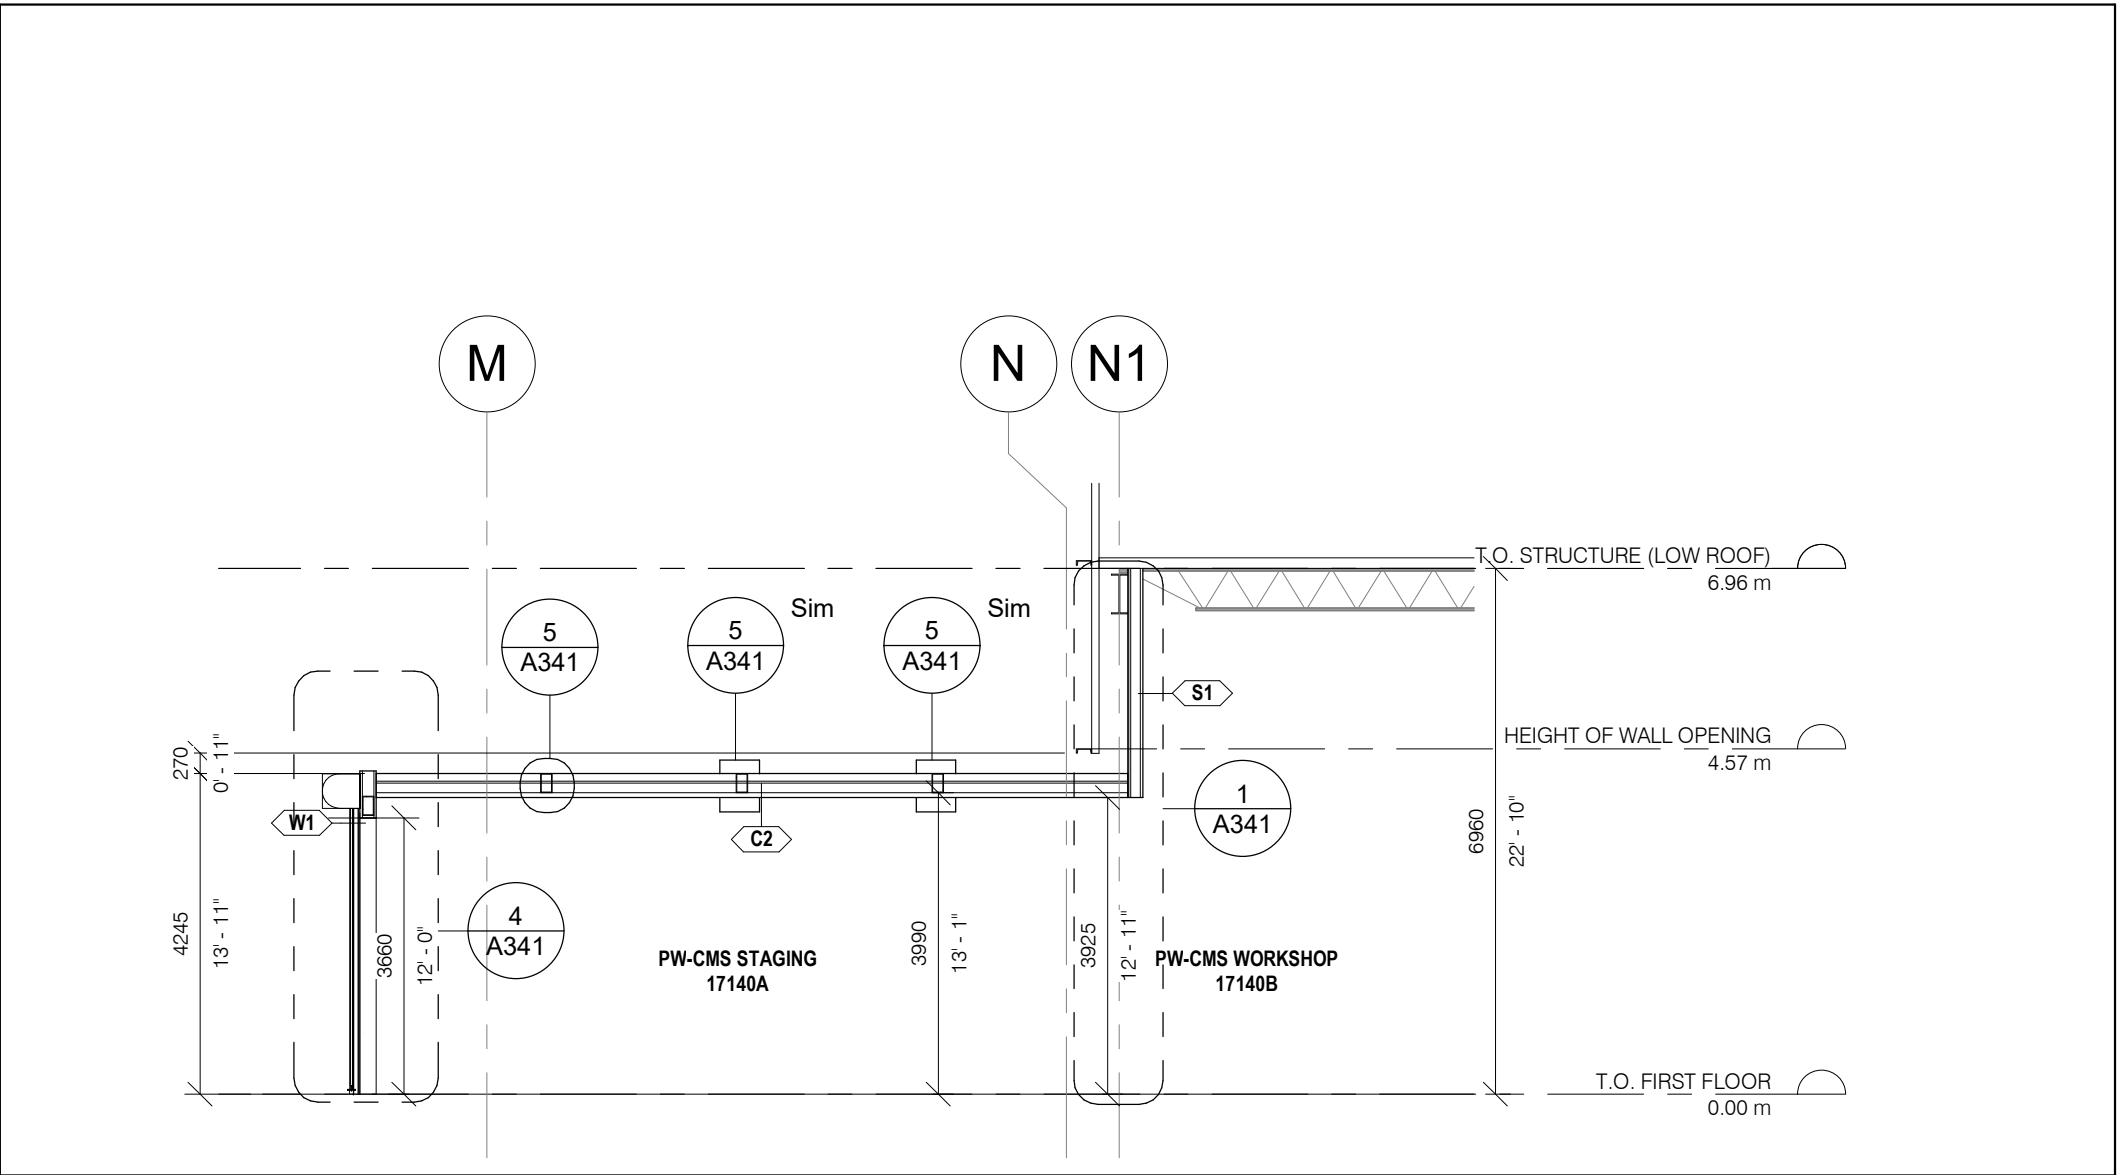 M
N
N1
T.O. STRUCTURE (LOW ROOF)
6.96 m
5
A341
5
A341
Sim
5
A341
Sim
S1
HEIGHT OF WALL OPENING
4.57 m
270
0' - 11"
W1
C2
1
A341
6960
22' - 10"
4245
13' - 11"
3660
12' - 0"
4
A341
PW-CMS STAGING
17140A
3990
13' - 1"
3925
12' - 11"
PW-CMS WORKSHOP
17140B
T.O. FIRST FLOOR
0.00 m